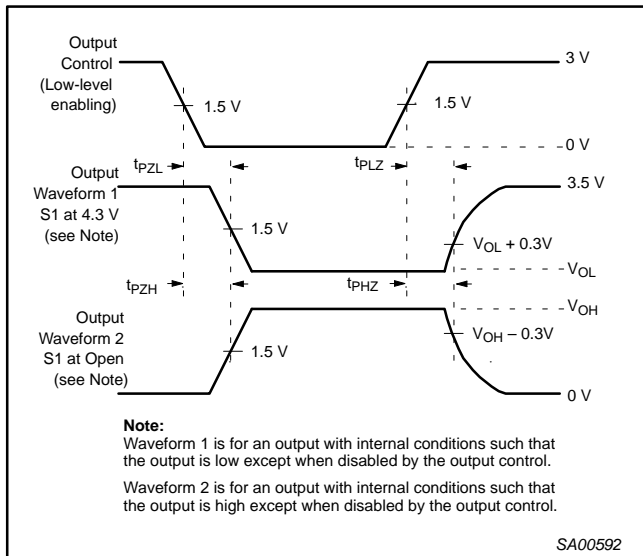 Output
Control
(Low-level
enabling)
3 V
1.5 V
1.5 V
0 V
tPZL
tPLZ
Output
Waveform 1
S1 at 4.3 V
(see Note)
3.5 V
1.5 V
VOL + 0.3V
VOL
tPZH
tPHZ
VOH
Output
Waveform 2
S1 at Open
(see Note)
1.5 V
VOH – 0.3V
0 V
Note:
Waveform 1 is for an output with internal conditions such that
the output is low except when disabled by the output control.
Waveform 2 is for an output with internal conditions such that
the output is high except when disabled by the output control.
SA00592